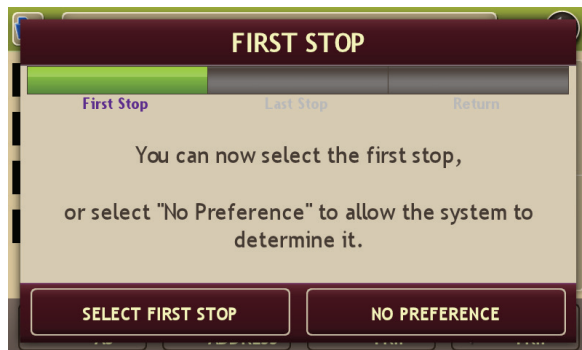 FIRST STOP
First Stop Last Stop Return
You can now select the first stop,
or select "No Preference" to allow the system to
determine it.
SELECT FIRST STOP NO PREFERENCE
ADDRESS